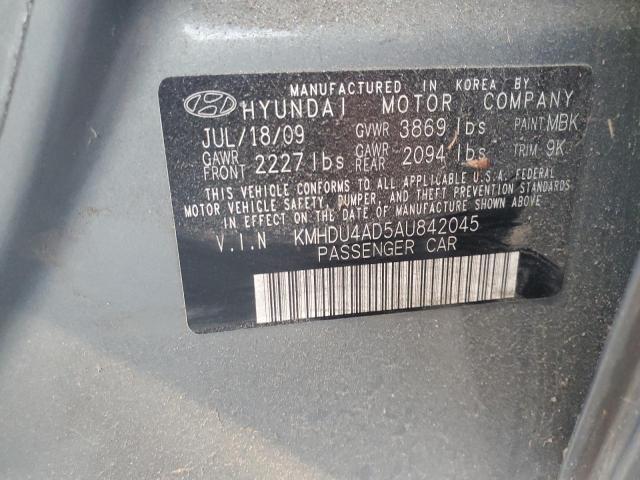 MANUFACTURED IN KOREA BY
HYUNDAI MOTOR COMPANY
JUL/18/09 GVWR 3869 lbs PAINT MBK
GAWR FRONT 2227 lbs GAWR REAR 2094 lbs TRIM 9K
THIS VEHICLE CONFORMS TO ALL APPLICABLE U.S.A. FEDERAL
MOTOR VEHICLE SAFETY, BUMPER, AND THEFT PREVENTION STANDARDS
IN EFFECT ON THE DATE OF MANUFACTURE SHOWN ABOVE
V.I.N KMHDU4AD5AU842045
PASSENGER CAR